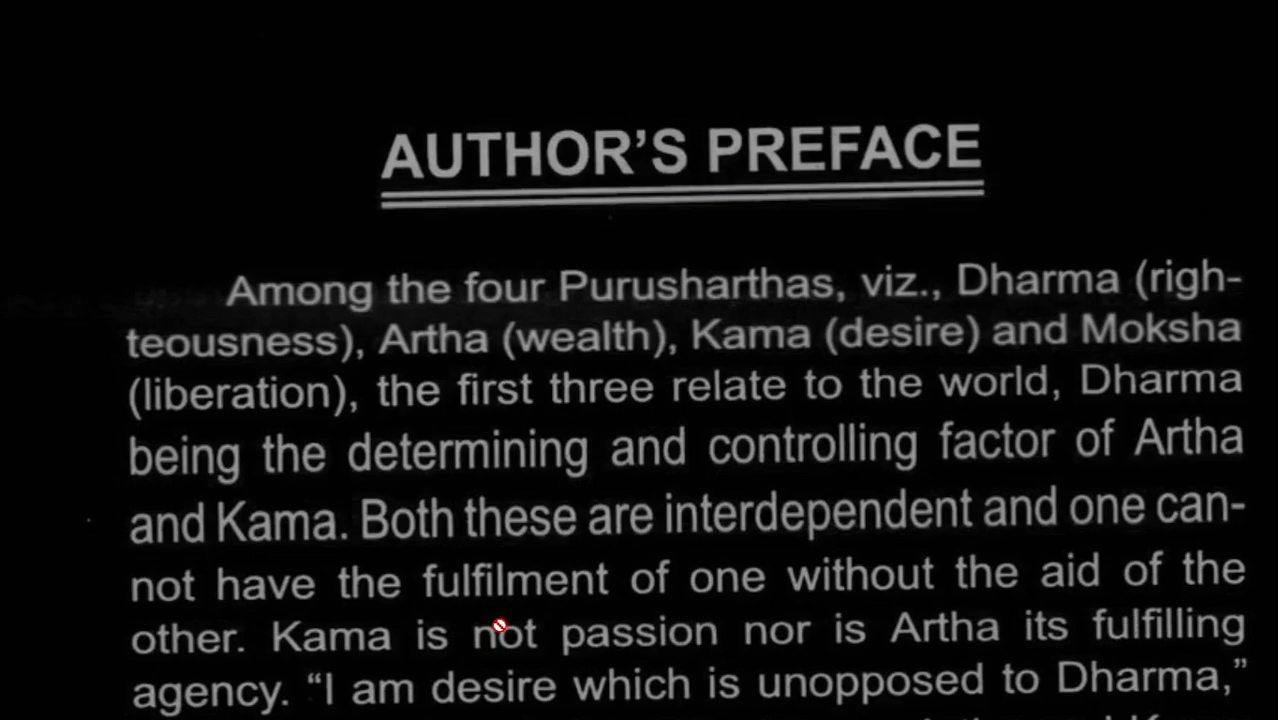 AUTHOR’S PREFACE
Among the four Purusharthas, viz., Dharma (righ-
teousness), Artha (wealth), Kama (desire) and Moksha
(liberation), the first three relate to the world, Dharma
being the determining and controlling factor of Artha
and Kama. Both these are interdependent and one can-
not have the fulfilment of one without the aid of the
other. Kama is not passion nor is Artha its fulfilling
agency. “I am desire which is unopposed to Dharma,”